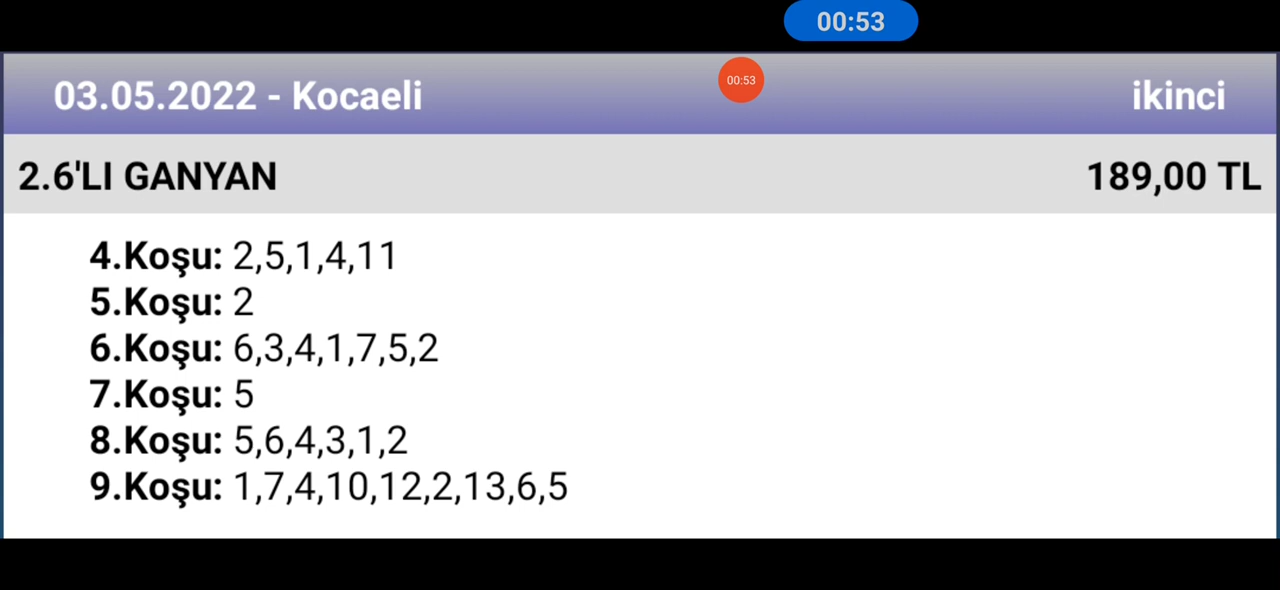 00:53
00:53
03.05.2022 - Kocaeli ikinci
2.6'LI GANYAN 189,00 TL
4.Koşu: 2,5,1,4,11
5.Koşu: 2
6.Koşu: 6,3,4,1,7,5,2
7.Koşu: 5
8.Koşu: 5,6,4,3,1,2
9.Koşu: 1,7,4,10,12,2,13,6,5